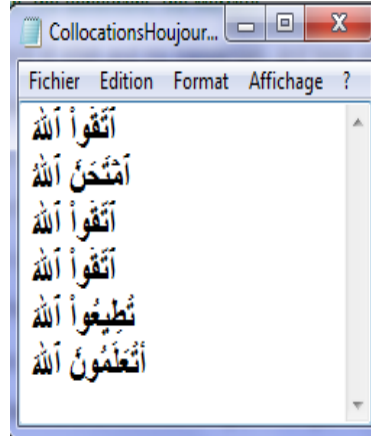 CollocationsHoujour...
Fichier Edition Format Affichage ?
ٱتَّقُوا۟ ٱللَّهَ
ٱمْتَحَنَ ٱللَّهُ
ٱتَّقُوا۟ ٱللَّهَ
ٱتَّقُوا۟ ٱللَّهَ
تُطِيعُوا۟ ٱللَّهَ
أَتُعَلِّمُونَ ٱللَّهَ